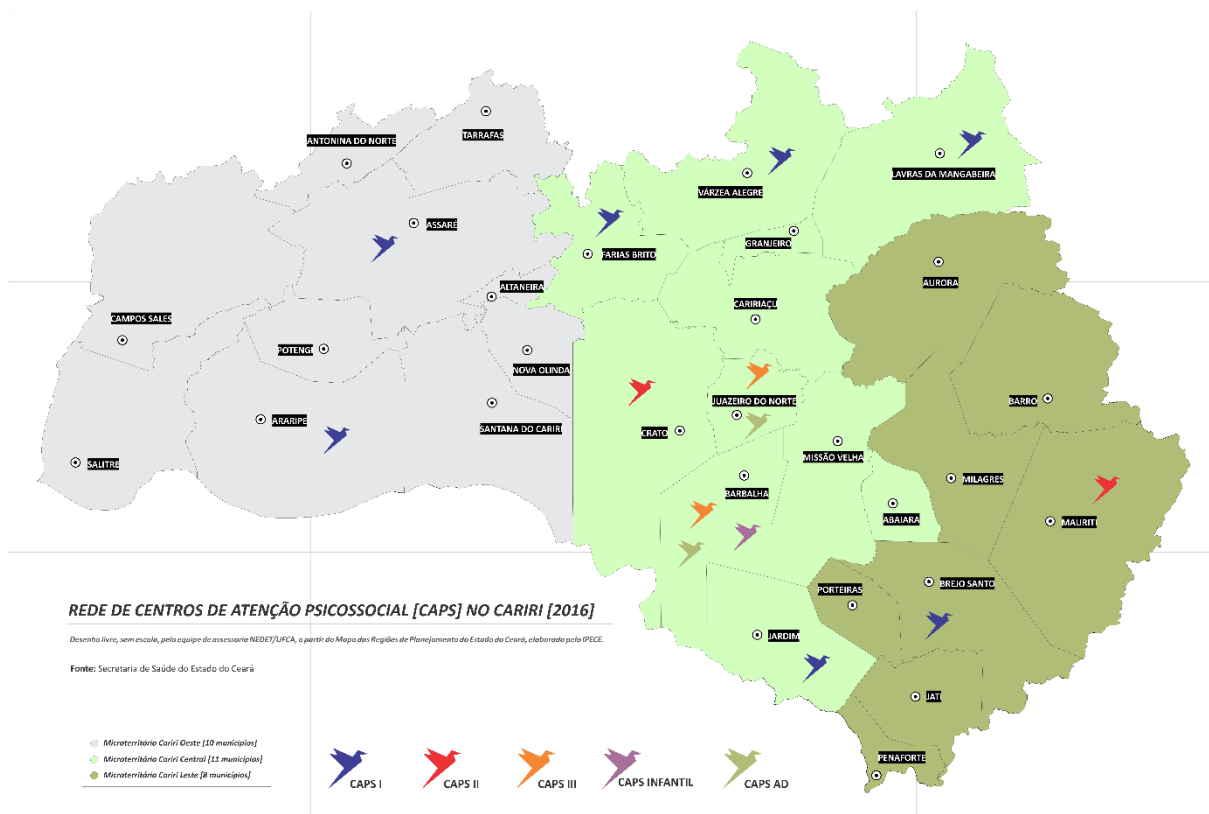 TARRAFAS
ANTONINA DO NORTE
LAVRAS DA MANGABEIRA
VÁRZEA ALEGRE
ASSARÉ
GRANJEIRO
FARIAS BRITO
AURORA
ALTANEIRA
CARIRIAÇU
CAMPOS SALES
POTENGI
NOVA OLINDA
JUAZEIRO DO NORTE
BARRO
ARARIPE
SANTANA DO CARIRI
CRATO
MISSÃO VELHA
SALITRE
MILAGRES
BARBALHA
ABAIARA
MAURITI
PORTEIRAS
BREJO SANTO
JARDIM
JATI
PENAFORTE
REDE DE CENTROS DE ATENÇÃO PSICOSSOCIAL [CAPS] NO CARIRI [2016]
Desenho livre, sem escala, pela equipe de assessoria NEDET/UFCA, a partir do Mapa das Regiões de Planejamento do Estado do Ceará, elaborado pelo IPECE.
Fonte: Secretaria de Saúde do Estado do Ceará
Microterritório Cariri Oeste [10 municípios]
Microterritório Cariri Central [11 municípios]
Microterritório Cariri Leste [8 municípios]
CAPS I
CAPS II
CAPS III
CAPS INFANTIL
CAPS AD